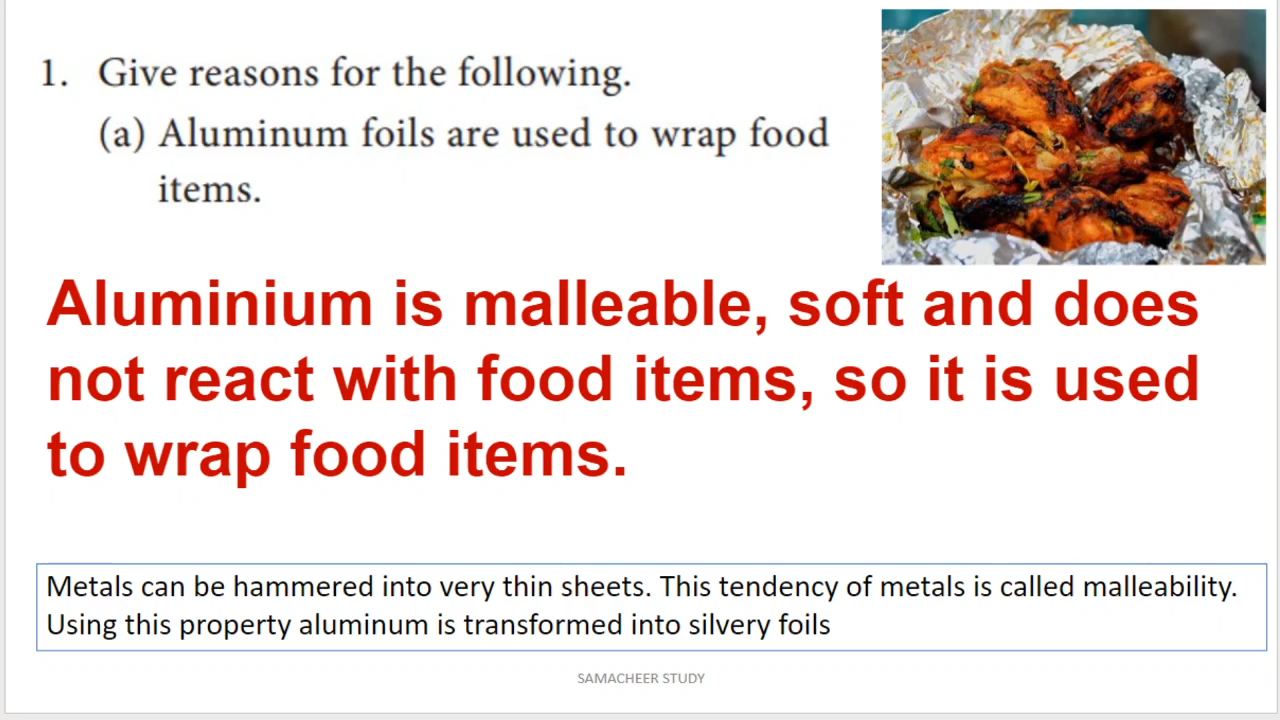 1. Give reasons for the following.
(a) Aluminum foils are used to wrap food
items.
Aluminium is malleable, soft and does
not react with food items, so it is used
to wrap food items.
Metals can be hammered into very thin sheets. This tendency of metals is called malleability.
Using this property aluminum is transformed into silvery foils
SAMACHEER STUDY